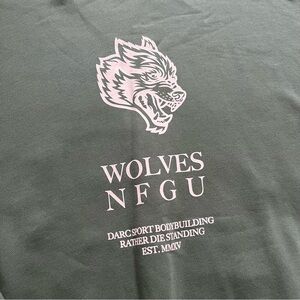 WOLVES
NFGU
DARC SPORT BODYBUILDING
RATHER DIE STANDING
EST. MMXV